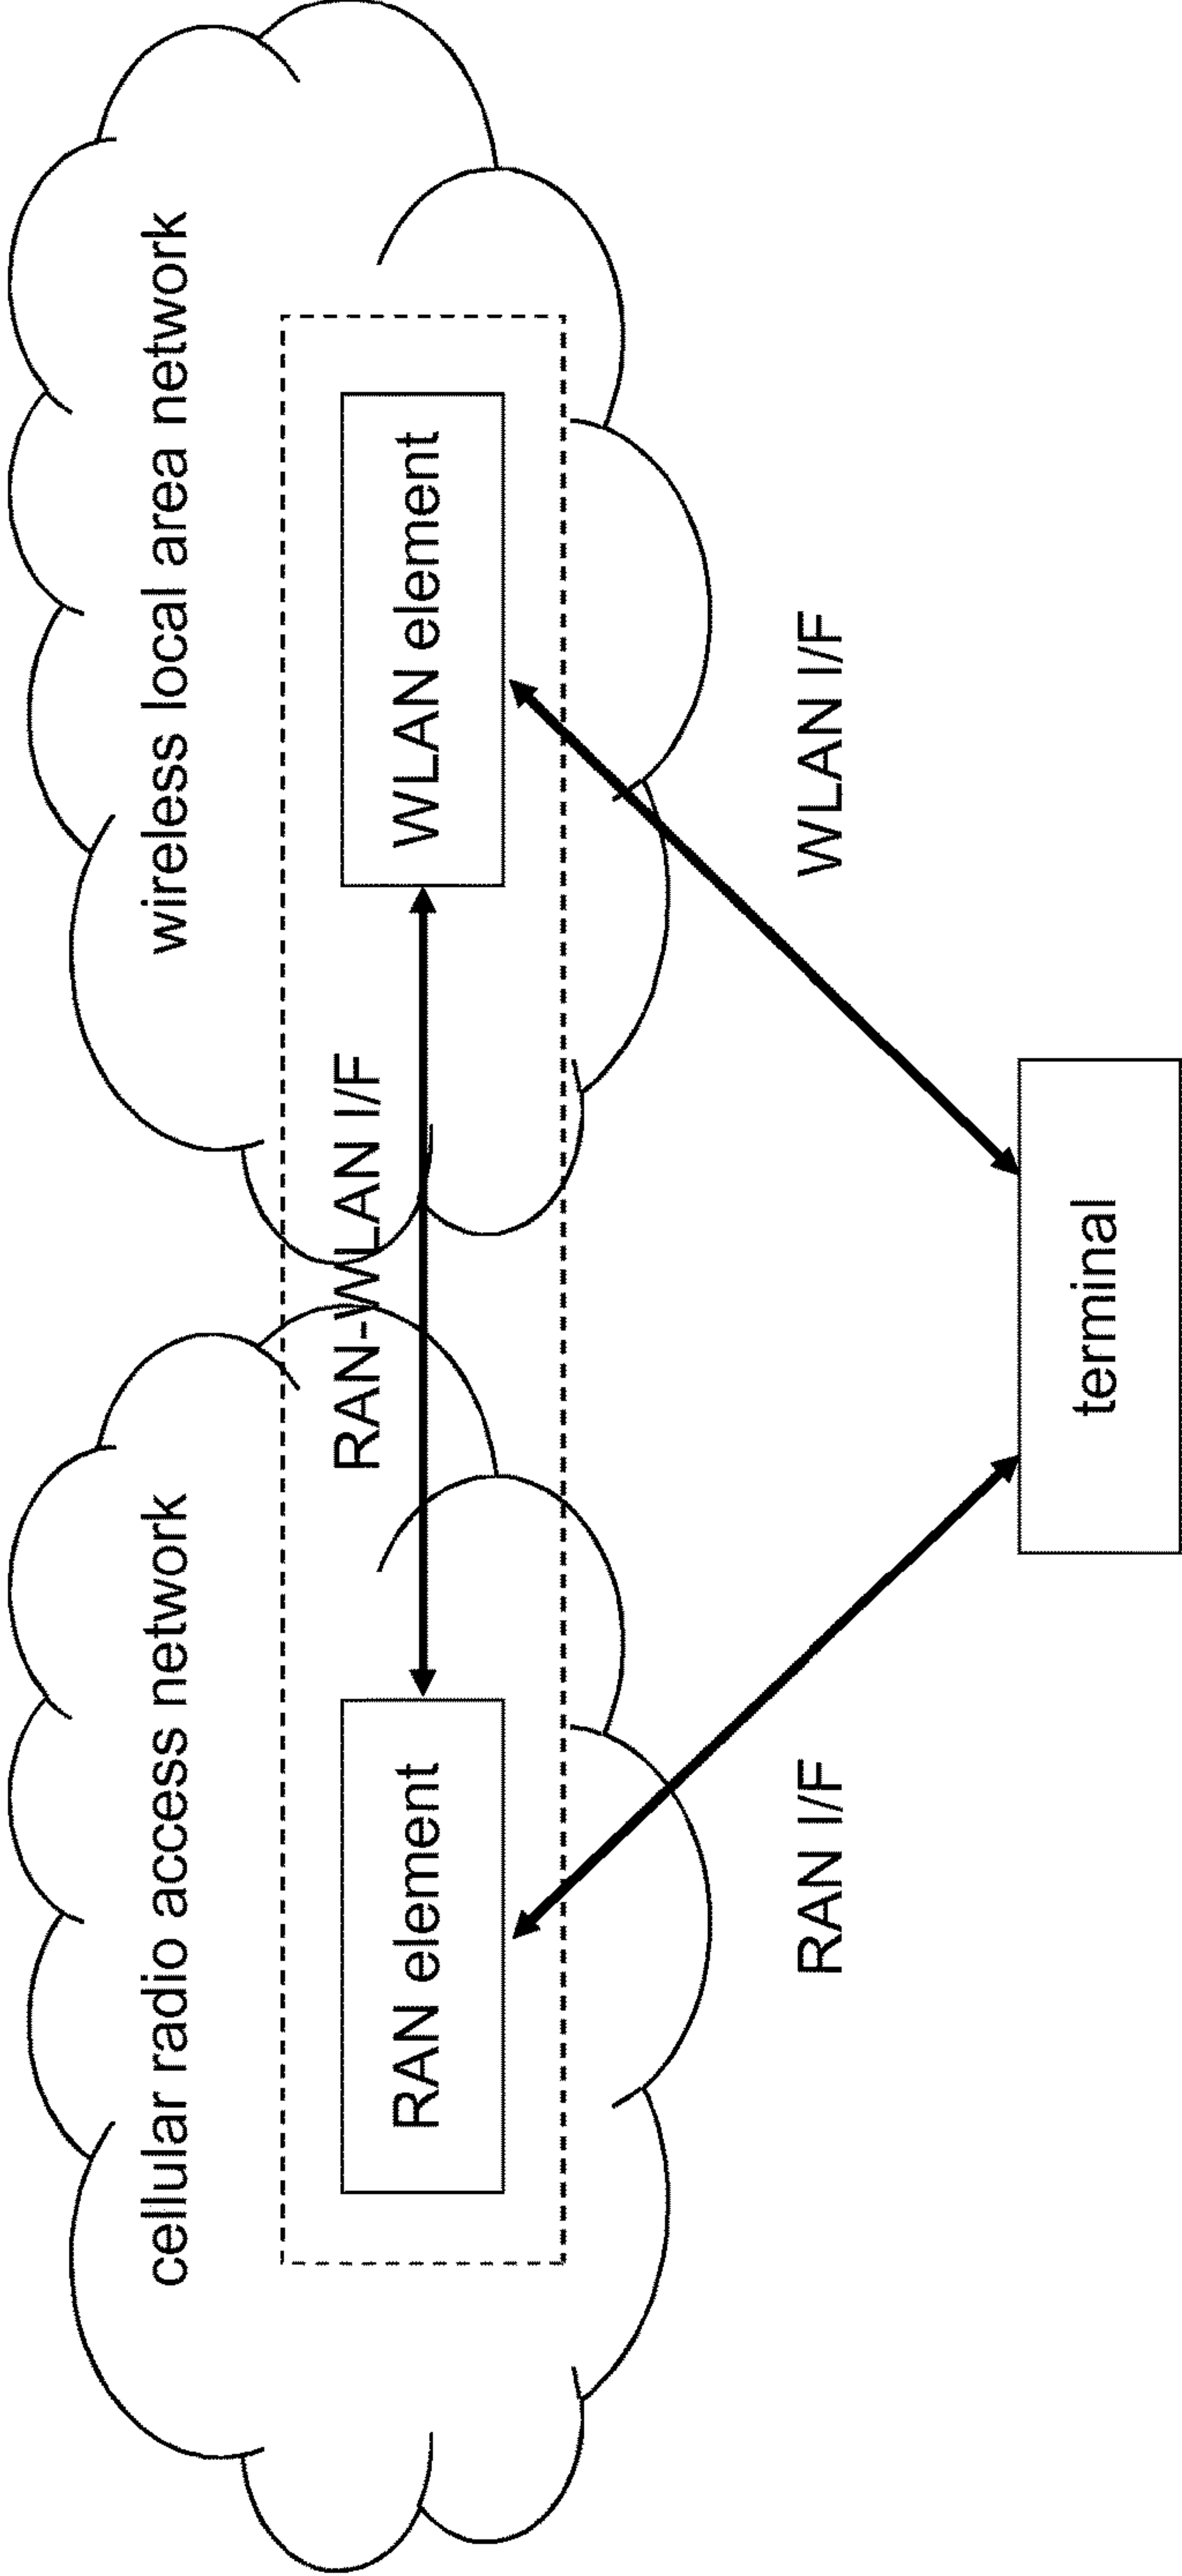 cellular radio access network
wireless local area network
RAN-WLAN I/F
RAN element
WLAN element
RAN I/F
WLAN I/F
terminal